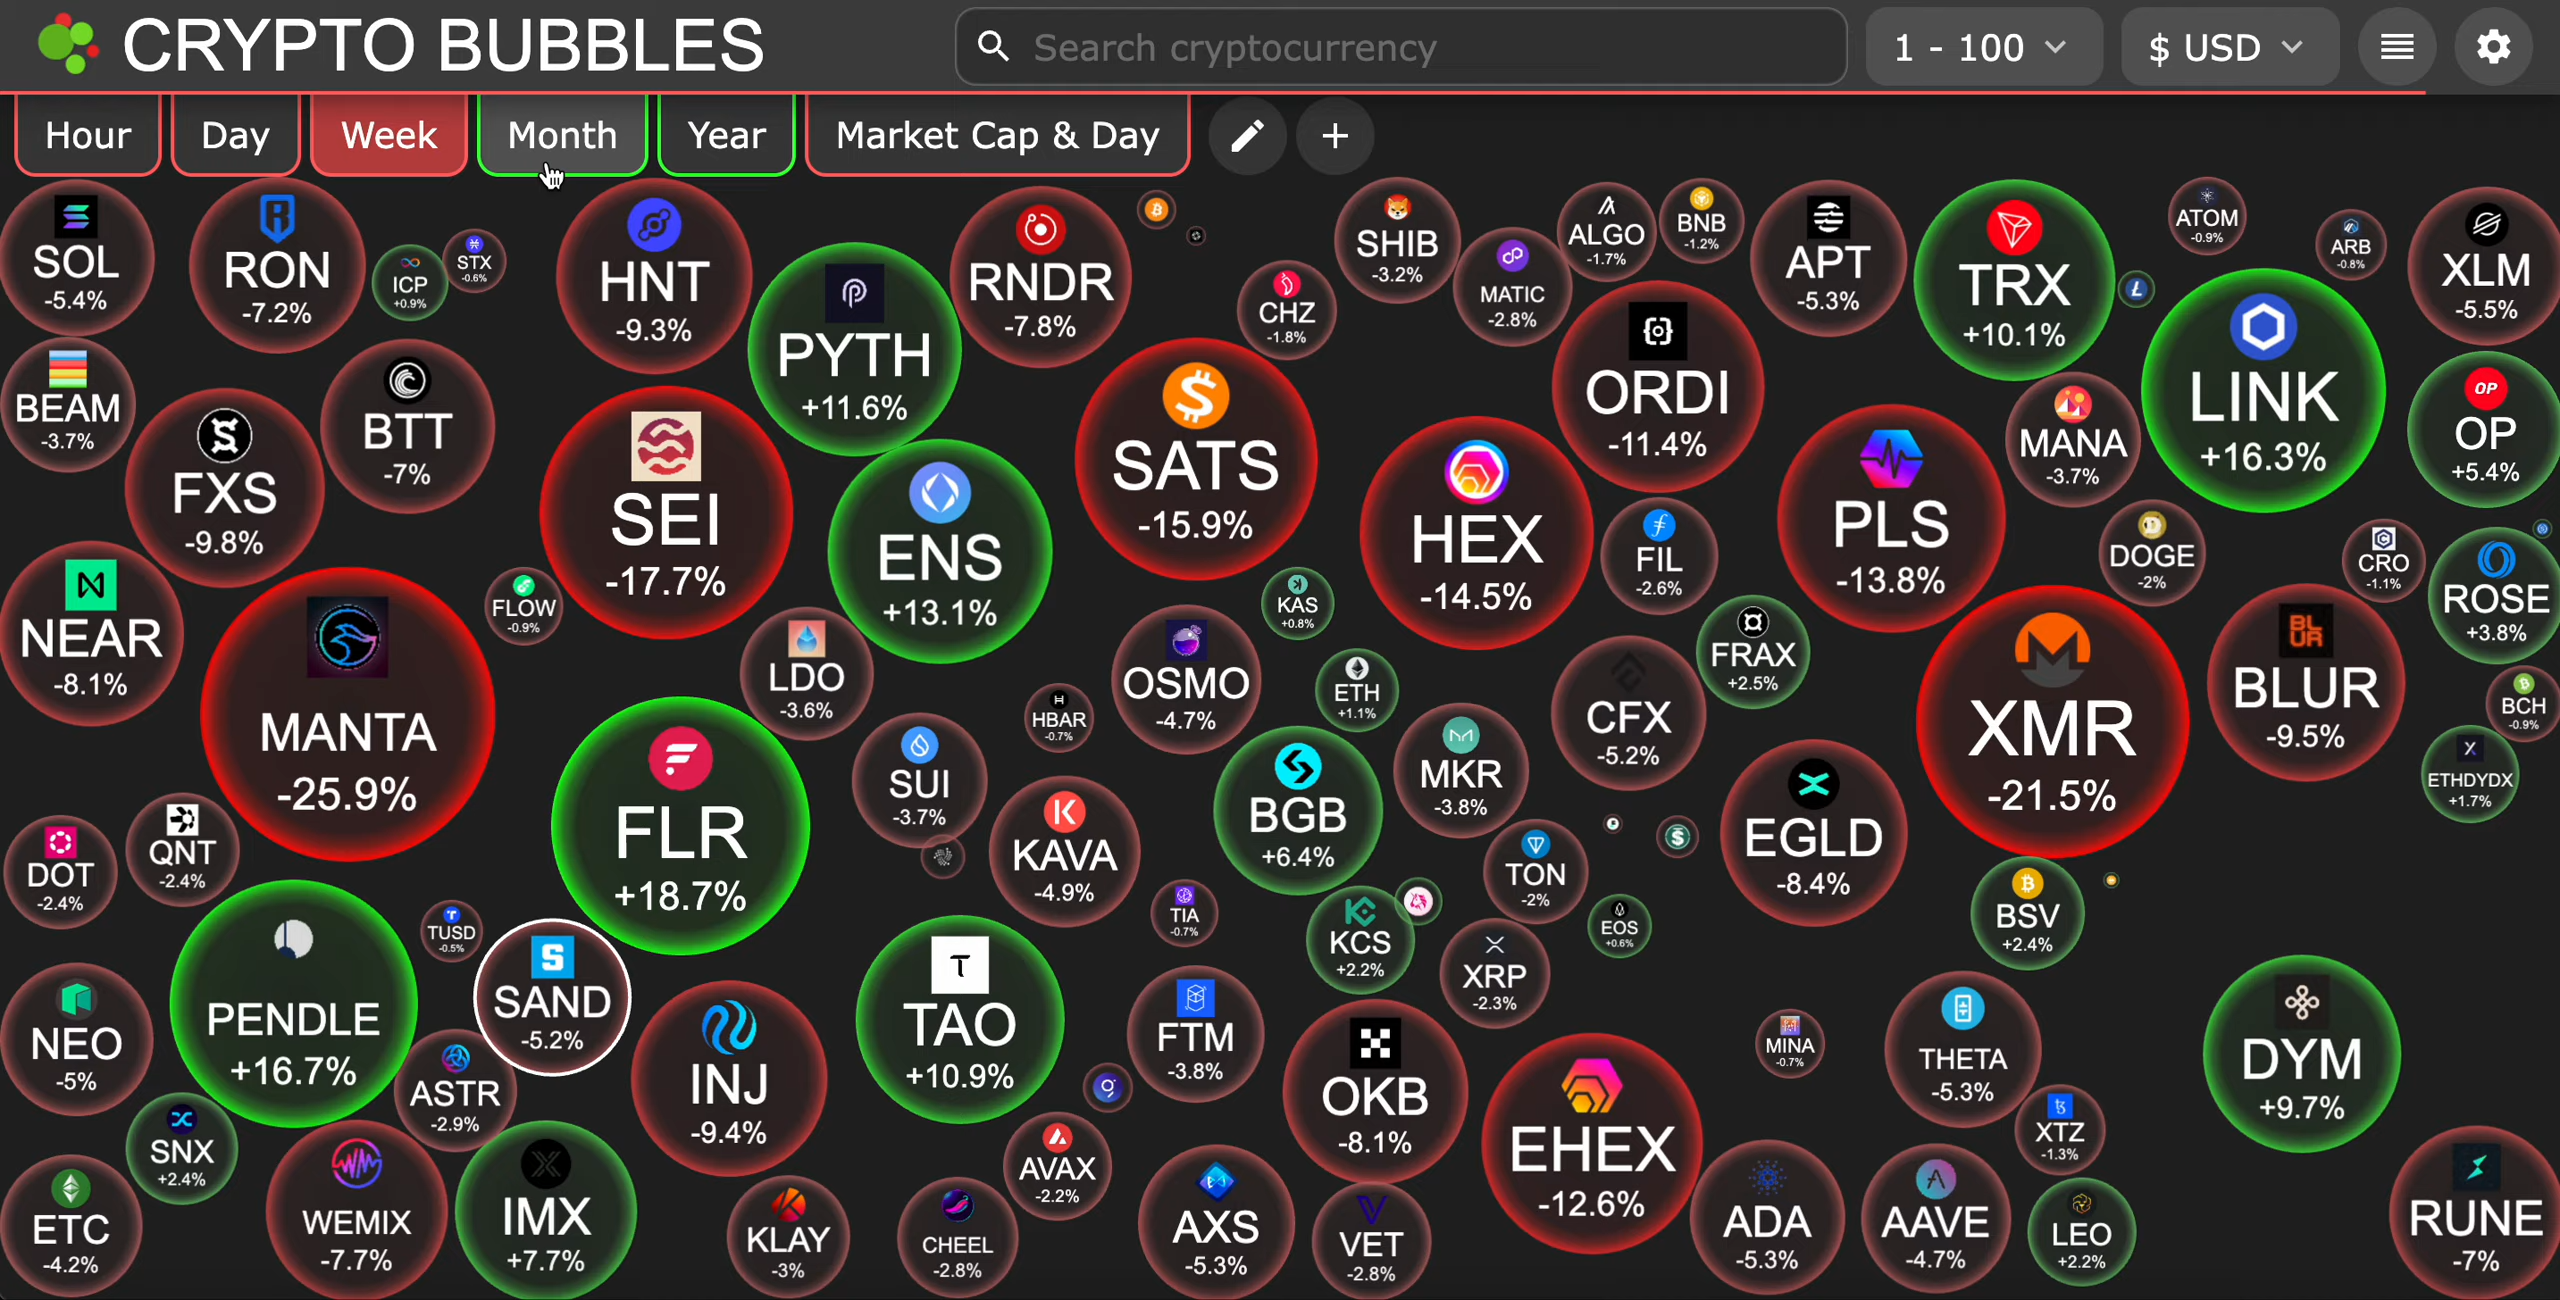 CRYPTO BUBBLES
Search cryptocurrency
1 - 100
$ USD
Hour
Day
Week
Month
Year
Market Cap & Day
SOL
-5.4%
RON
-7.2%
ICP
+0.9%
STX
-0.6%
HNT
-9.3%
PYTH
+11.6%
RNDR
-7.8%
SHIB
-3.2%
CHZ
-1.8%
MATIC
-2.8%
ALGO
-1.7%
BNB
-1.2%
APT
-5.3%
TRX
+10.1%
ATOM
-0.9%
ARB
-0.8%
XLM
-5.5%
BEAM
-3.7%
FXS
-9.8%
BTT
-7%
SEI
-17.7%
ENS
+13.1%
SATS
-15.9%
HEX
-14.5%
ORDI
-11.4%
FIL
-2.6%
PLS
-13.8%
MANA
-3.7%
LINK
+16.3%
OP
OP
+5.4%
DOGE
-2%
CRO
-1.1%
ROSE
+3.8%
NEAR
-8.1%
MANTA
-25.9%
FLOW
-0.9%
LDO
-3.6%
KAS
+0.8%
OSMO
-4.7%
ETH
+1.1%
HBAR
-0.7%
FRAX
+2.5%
CFX
-5.2%
XMR
-21.5%
BLUR
BLUR
-9.5%
BCH
-0.9%
ETHDYDX
+1.7%
DOT
-2.4%
QNT
-2.4%
FLR
+18.7%
SUI
-3.7%
KAVA
-4.9%
BGB
+6.4%
MKR
-3.8%
TON
-2%
EGLD
-8.4%
BSV
+2.4%
PENDLE
+16.7%
TUSD
-0.5%
SAND
-5.2%
TIA
-0.7%
KCS
+2.2%
XRP
-2.3%
EOS
+0.6%
NEO
-5%
ASTR
-2.9%
INJ
-9.4%
TAO
+10.9%
FTM
-3.8%
OKB
-8.1%
MINA
-0.7%
THETA
-5.3%
DYM
+9.7%
SNX
+2.4%
ETC
-4.2%
WEMIX
-7.7%
IMX
+7.7%
KLAY
-3%
CHEEL
-2.8%
AVAX
-2.2%
AXS
-5.3%
VET
-2.8%
EHEX
-12.6%
ADA
-5.3%
AAVE
-4.7%
XTZ
-1.3%
LEO
+2.2%
RUNE
-7%